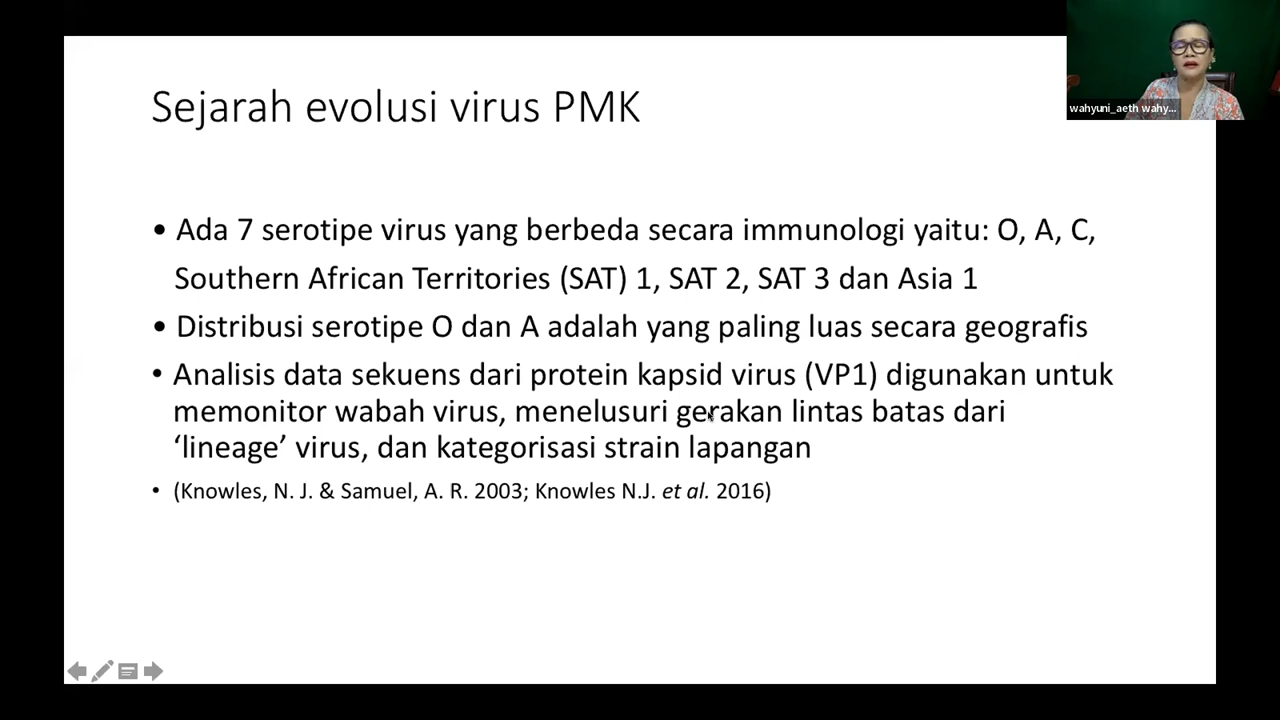 Sejarah evolusi virus PMK
wahyuni_aeth wahy...
• Ada 7 serotipe virus yang berbeda secara immunologi yaitu: O, A, C,
Southern African Territories (SAT) 1, SAT 2, SAT 3 dan Asia 1
• Distribusi serotipe O dan A adalah yang paling luas secara geografis
• Analisis data sekuens dari protein kapsid virus (VP1) digunakan untuk
memonitor wabah virus, menelusuri gerakan lintas batas dari
‘lineage’ virus, dan kategorisasi strain lapangan
• (Knowles, N. J. & Samuel, A. R. 2003; Knowles N.J. et al. 2016)